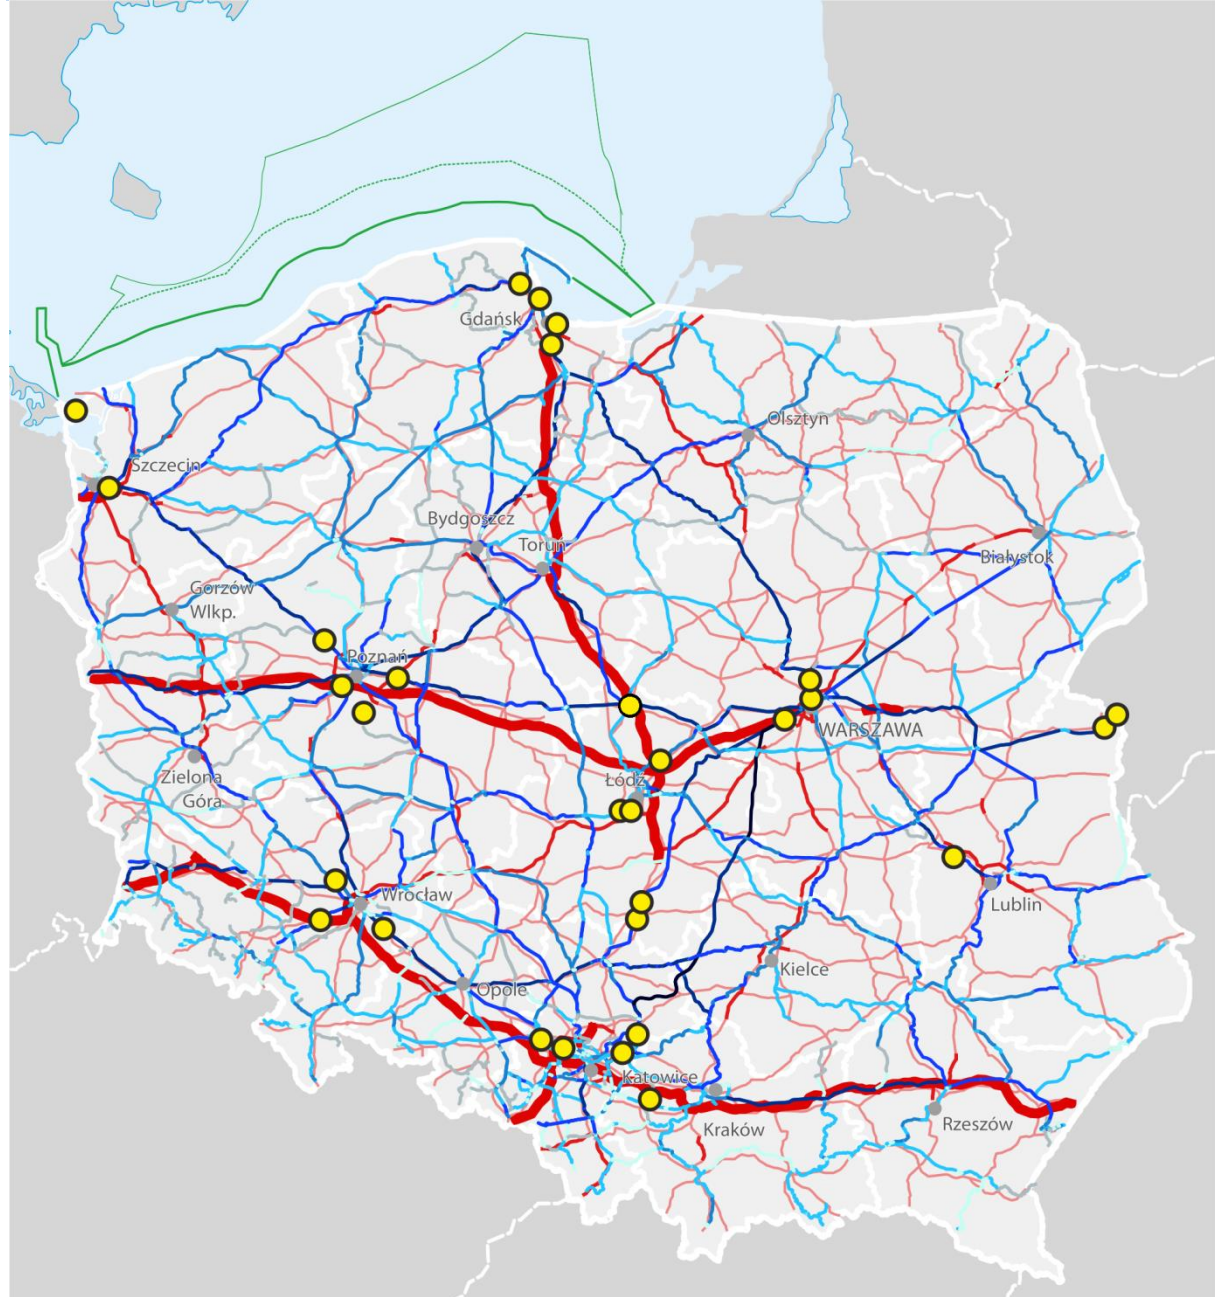 Gdańsk
Olsztyn
Szczecin
Bydgoszcz
Toruń
Białystok
Gorzów
Wlkp.
Poznań
WARSZAWA
Zielona
Góra
Łódź
Wrocław
Lublin
Kielce
Opole
Katowice
Kraków
Rzeszów